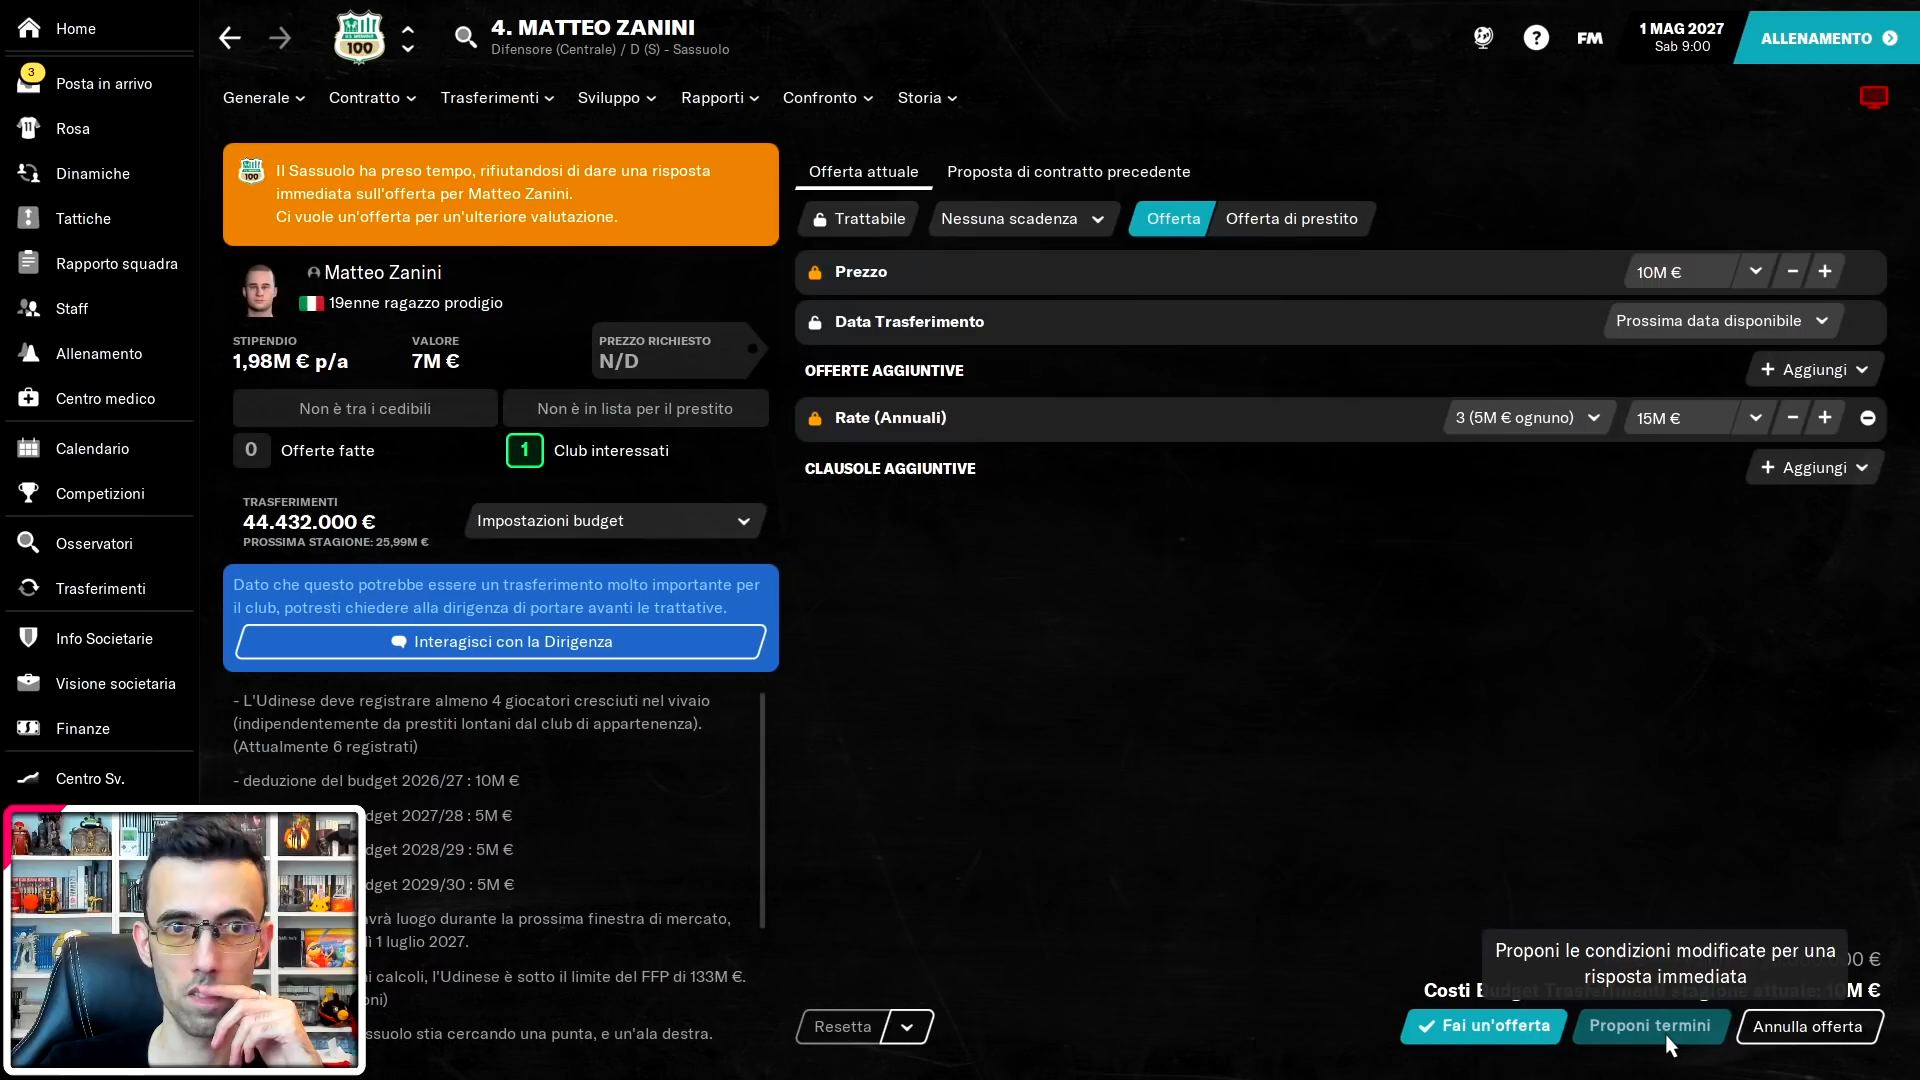 Home
3
Posta in arrivo
Rosa
Dinamiche
Tattiche
Rapporto squadra
Staff
Allenamento
Centro medico
Calendario
Competizioni
Osservatori
Trasferimenti
Info Societarie
Visione societaria
Finanze
Centro Sv.
100
4. MATTEO ZANINI
Difensore (Centrale) / D (S) - Sassuolo
FM
1 MAG 2027
Sab 9:00
ALLENAMENTO
Generale
Contratto
Trasferimenti
Sviluppo
Rapporti
Confronto
Storia
100
Il Sassuolo ha preso tempo, rifiutandosi di dare una risposta
immediata sull'offerta per Matteo Zanini.
Ci vuole un'offerta per un'ulteriore valutazione.
Matteo Zanini
19enne ragazzo prodigio
STIPENDIO
1,98M € p/a
VALORE
7M €
PREZZO RICHIESTO
N/D
Non è tra i cedibili
Non è in lista per il prestito
0 Offerte fatte
1 Club interessati
TRASFERIMENTI
44.432.000 €
PROSSIMA STAGIONE: 25,99M €
Impostazioni budget
Dato che questo potrebbe essere un trasferimento molto importante per
il club, potresti chiedere alla dirigenza di portare avanti le trattative.
Interagisci con la Dirigenza
- L'Udinese deve registrare almeno 4 giocatori cresciuti nel vivaio
(indipendentemente da prestiti lontani dal club di appartenenza).
(Attualmente 6 registrati)
- deduzione del budget 2026/27 : 10M €
dget 2027/28 : 5M €
dget 2028/29 : 5M €
dget 2029/30 : 5M €
avrà luogo durante la prossima finestra di mercato,
dì 1 luglio 2027.
i calcoli, l'Udinese è sotto il limite del FFP di 133M €.
oni)
ssuolo stia cercando una punta, e un'ala destra.
Offerta attuale
Proposta di contratto precedente
Trattabile
Nessuna scadenza
Offerta
Offerta di prestito
Prezzo
10M €
Data Trasferimento
Prossima data disponibile
OFFERTE AGGIUNTIVE
Aggiungi
Rate (Annuali)
3 (5M € ognuno)
15M €
CLAUSOLE AGGIUNTIVE
Aggiungi
Proponi le condizioni modificate per una
risposta immediata
00 €
Costi Budget Trasferimenti stagione attuale: 10M €
Resetta
Fai un'offerta
Proponi termini
Annulla offerta